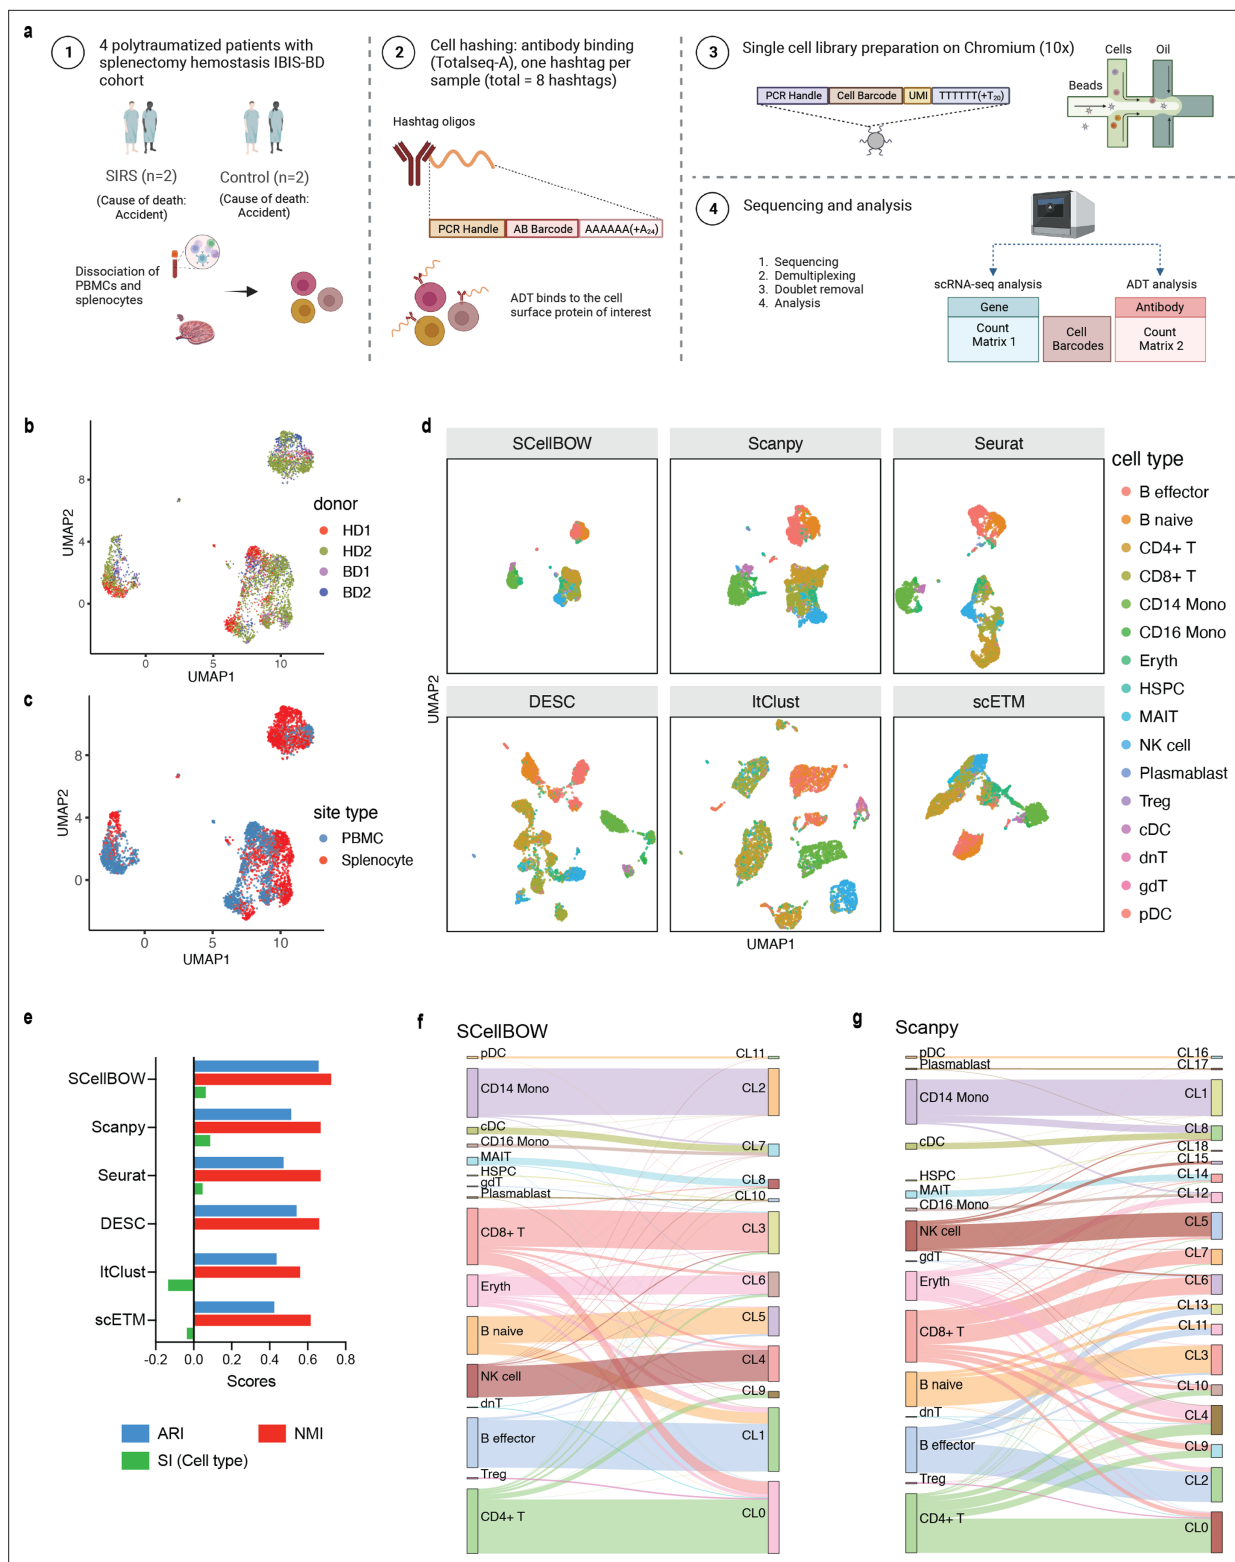 a
1
4 polytraumatized patients with
splenectomy hemostasis IBIS-BD
cohort
SIRS (n=2)
(Cause of death:
Accident)
Control (n=2)
(Cause of death:
Accident)
Dissociation of
PBMCs and
splenocytes
2
Cell hashing: antibody binding
(Totalseq-A), one hashtag per
sample (total = 8 hashtags)
Hashtag oligos
PCR Handle AB Barcode AAAAAA(+A24)
ADT binds to the cell
surface protein of interest
3
Single cell library preparation on Chromium (10x)
PCR Handle Cell Barcode UMI TTTTTT(+T20)
Cells Oil
Beads
4
Sequencing and analysis
1. Sequencing
2. Demultiplexing
3. Doublet removal
4. Analysis
scRNA-seq analysis
ADT analysis
Gene
Count
Matrix 1
Cell
Barcodes
Antibody
Count
Matrix 2
b
UMAP2
8
4
0
0 5 10
UMAP1
donor
HD1
HD2
BD1
BD2
c
UMAP2
8
4
0
0 5 10
UMAP1
site type
PBMC
Splenocyte
d
SCellBOW
Scanpy
Seurat
DESC
ItClust
scETM
UMAP2
UMAP1
cell type
B effector
B naive
CD4+ T
CD8+ T
CD14 Mono
CD16 Mono
Eryth
HSPC
MAIT
NK cell
Plasmablast
Treg
cDC
dnT
gdT
pDC
e
SCellBOW
Scanpy
Seurat
DESC
ItClust
scETM
-0.2 0.0 0.2 0.4 0.6 0.8
Scores
ARI
NMI
SI (Cell type)
f
SCellBOW
pDC
CD14 Mono
cDC
CD16 Mono
MAIT
HSPC
gdT
Plasmablast
CD8+ T
Eryth
B naive
NK cell
dnT
B effector
Treg
CD4+ T
CL11
CL2
CL7
CL8
CL10
CL3
CL6
CL5
CL4
CL9
CL1
CL0
g
Scanpy
pDC
Plasmablast
CD14 Mono
cDC
HSPC
MAIT
CD16 Mono
NK cell
gdT
Eryth
CD8+ T
B naive
dnT
B effector
Treg
CD4+ T
CL16
CL17
CL1
CL8
CL18
CL15
CL14
CL12
CL5
CL7
CL6
CL13
CL11
CL3
CL10
CL4
CL9
CL2
CL0